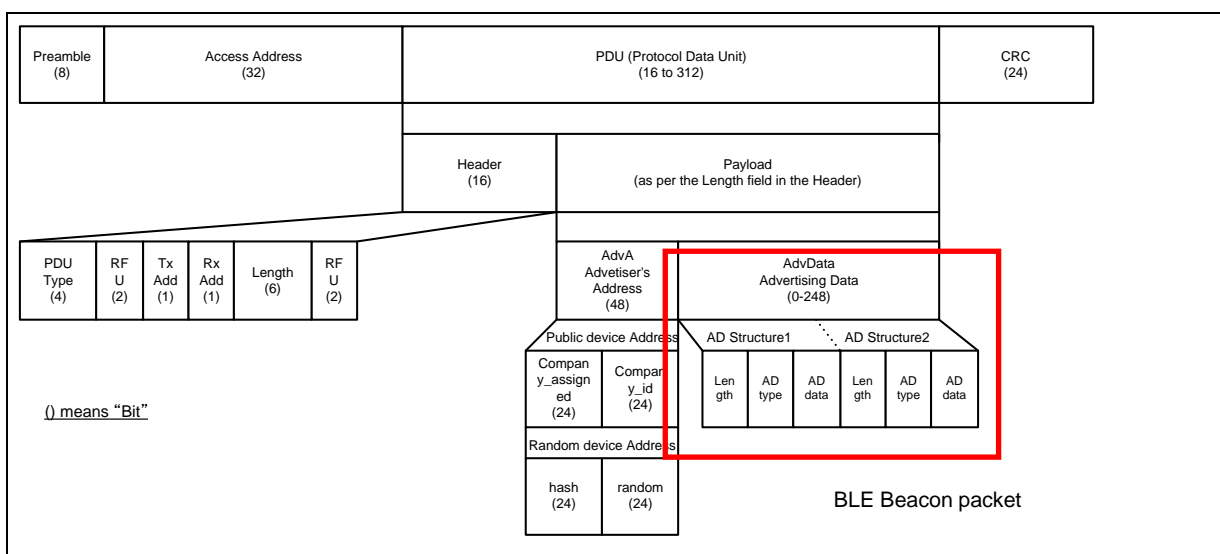 Preamble
(8)
Access Address
(32)
PDU (Protocol Data Unit)
(16 to 312)
CRC
(24)
Header
(16)
Payload
(as per the Length field in the Header)
PDU
Type
(4)
RF
U
(2)
Tx
Add
(1)
Rx
Add
(1)
Length
(6)
RF
U
(2)
AdvA
Advetiser's
Address
(48)
AdvData
Advertising Data
(0-248)
Public device Address
AD Structure1
AD Structure2
Compan
y_assign
ed
(24)
Compan
y_id
(24)
Len
gth
AD
type
AD
data
Len
gth
AD
type
AD
data
() means “Bit”
Random device Address
hash
(24)
random
(24)
BLE Beacon packet